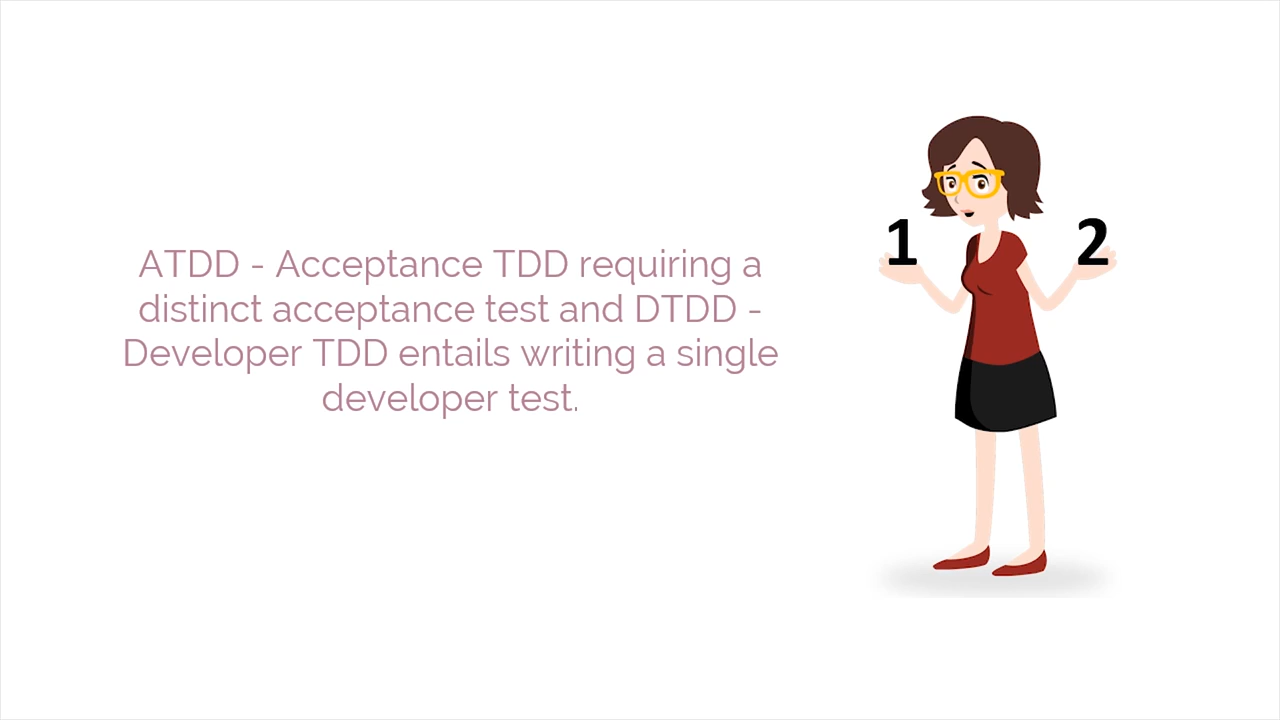 ATDD - Acceptance TDD requiring a
distinct acceptance test and DTDD -
Developer TDD entails writing a single
developer test.
1 2